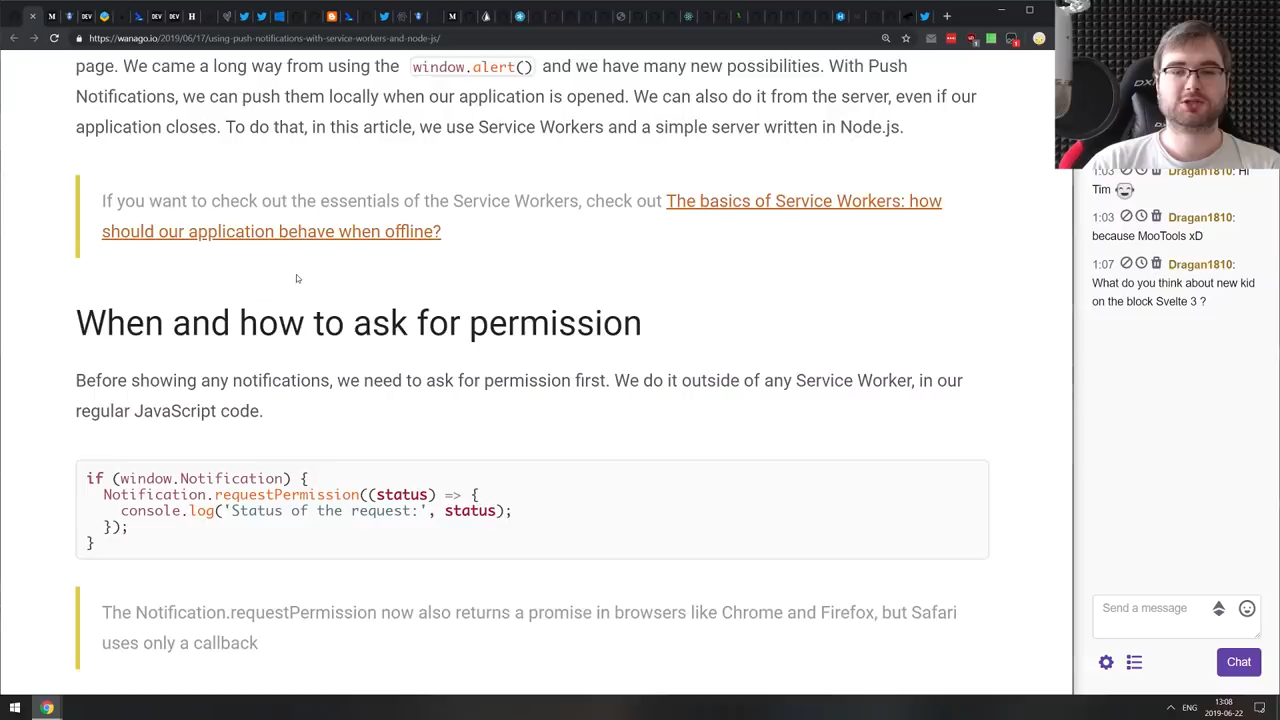 https://wanago.io/2019/06/17/using-push-notifications-with-service-workers-and-node-js/
page. We came a long way from using the window.alert() and we have many new possibilities. With Push
Notifications, we can push them locally when our application is opened. We can also do it from the server, even if our
application closes. To do that, in this article, we use Service Workers and a simple server written in Node.js.
If you want to check out the essentials of the Service Workers, check out The basics of Service Workers: how
should our application behave when offline?
When and how to ask for permission
Before showing any notifications, we need to ask for permission first. We do it outside of any Service Worker, in our
regular JavaScript code.
if (window.Notification) {
Notification.requestPermission((status) => {
console.log('Status of the request:', status);
});
}
The Notification.requestPermission now also returns a promise in browsers like Chrome and Firefox, but Safari
uses only a callback
1:03 Dragan1810: Hi
Tim
1:03 Dragan1810:
because MooTools xD
1:07 Dragan1810:
What do you think about new kid
on the block Svelte 3 ?
Send a message
Chat
ENG
13:08
2019-06-22